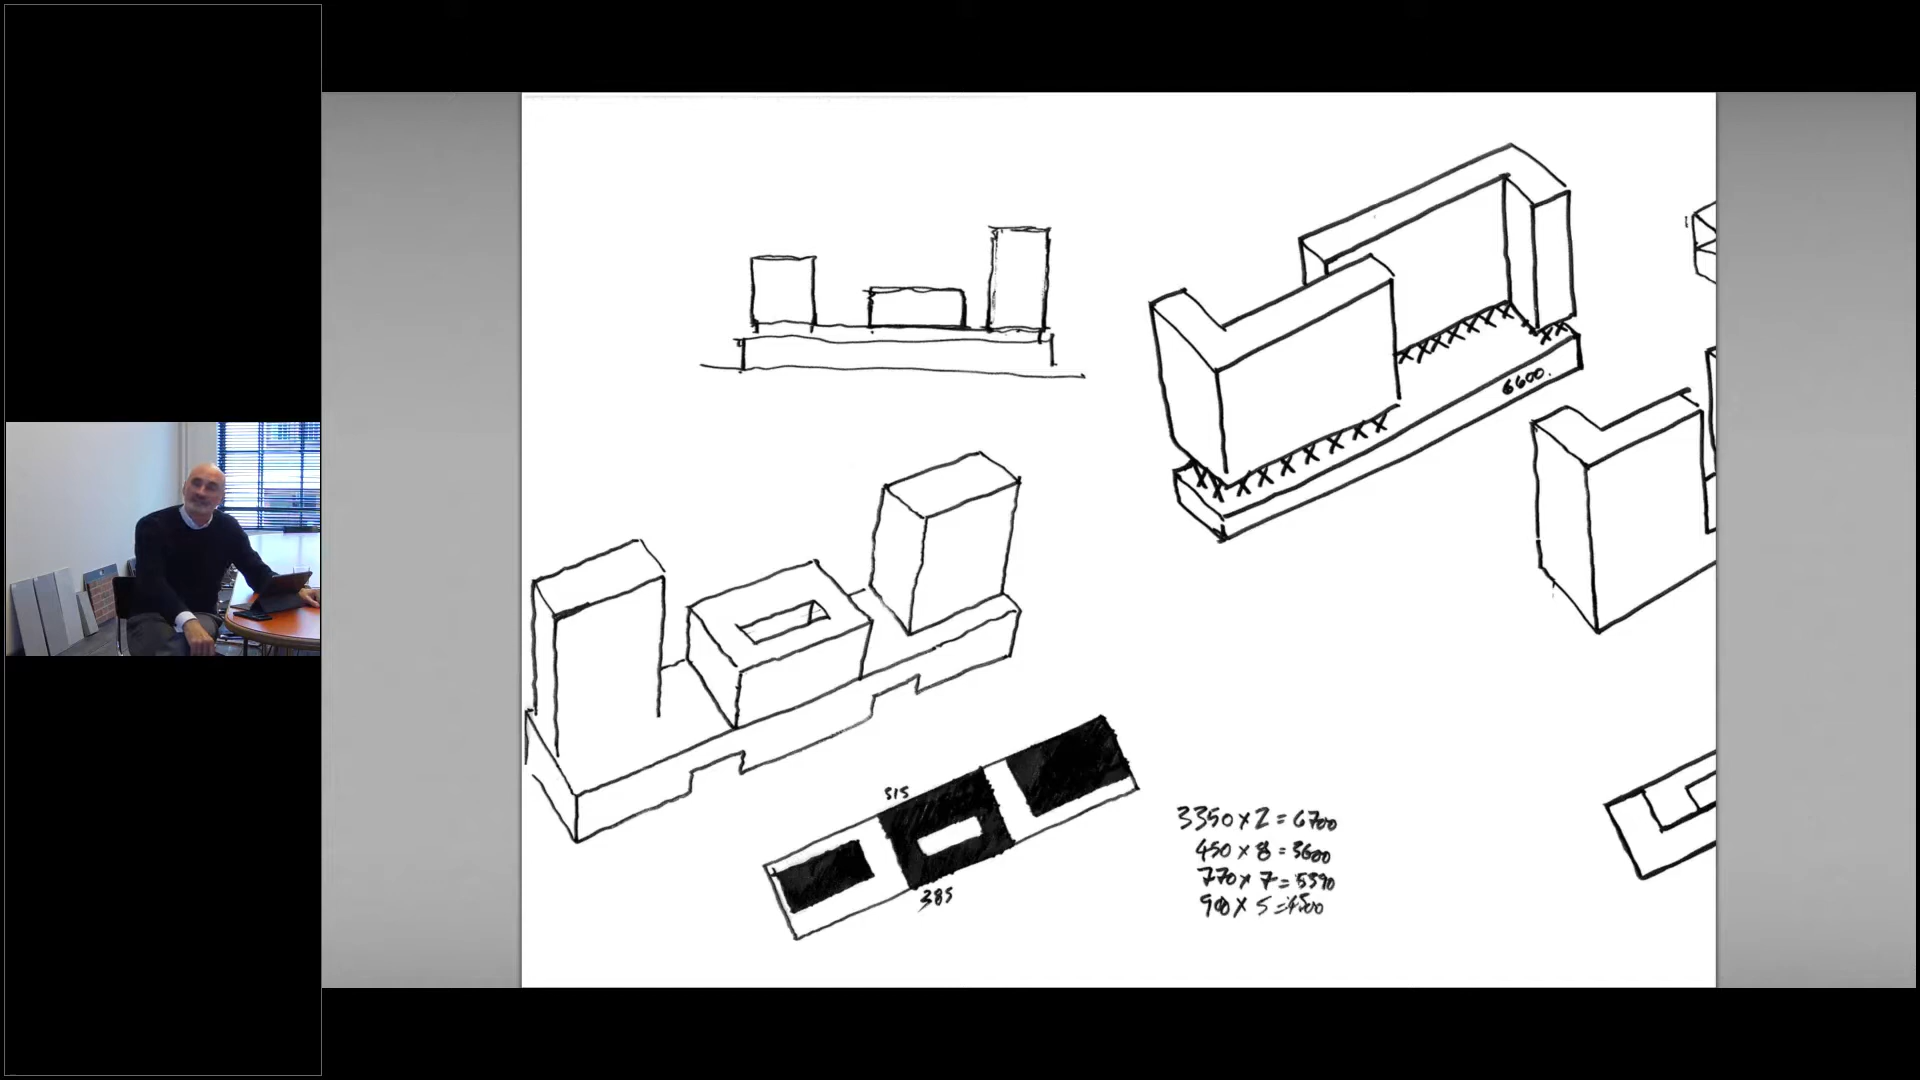 6600.
515
385
3350 x 2 = 6700
450 x 8 = 3600
770 x 7 = 5390
900 x 5 = 4500